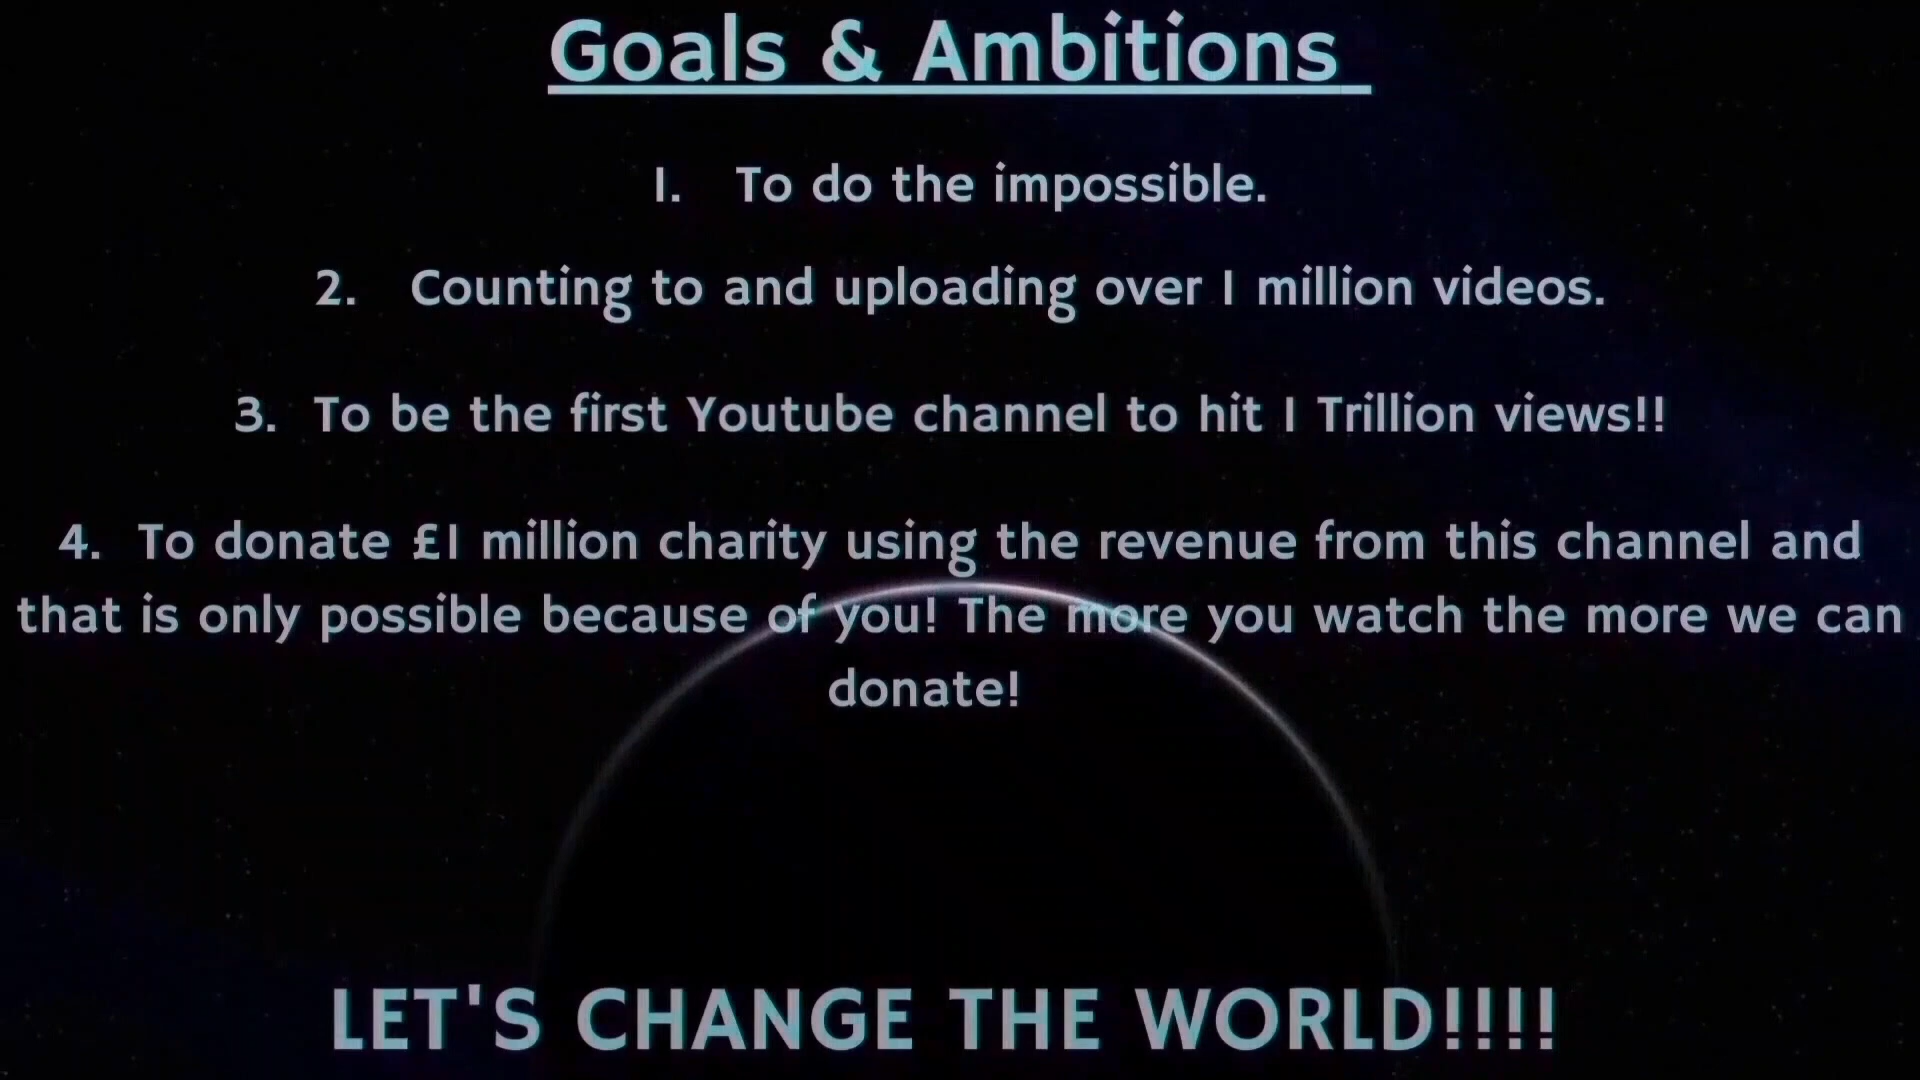 Goals & Ambitions
1. To do the impossible.
2. Counting to and uploading over 1 million videos.
3. To be the first Youtube channel to hit 1 Trillion views!!
4. To donate £1 million charity using the revenue from this channel and
that is only possible because of you! The more you watch the more we can
donate!
LET'S CHANGE THE WORLD!!!!